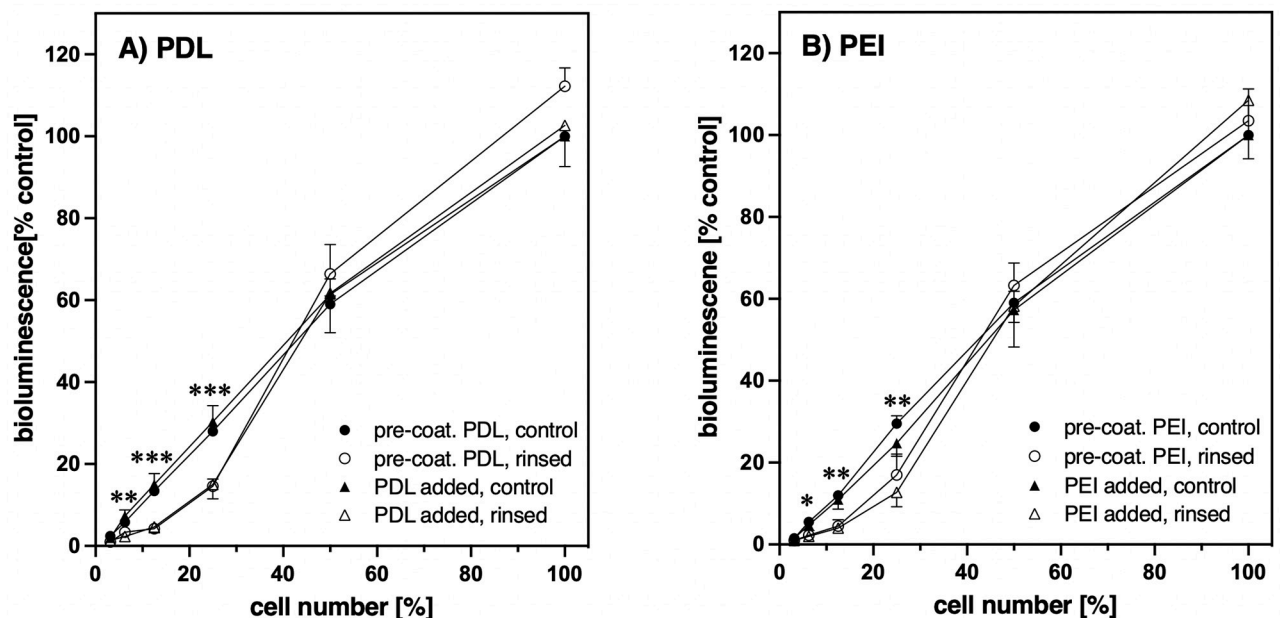 A) PDL
120
100
80
60
40
20
0
bioluminescence[% control]
***
***
**
pre-coat. PDL, control
pre-coat. PDL, rinsed
PDL added, control
PDL added, rinsed
0 20 40 60 80 100
cell number [%]
B) PEI
120
100
80
60
40
20
0
bioluminescene [% control]
**
**
*
pre-coat. PEI, control
pre-coat. PEI, rinsed
PEI added, control
PEI added, rinsed
0 20 40 60 80 100
cell number [%]